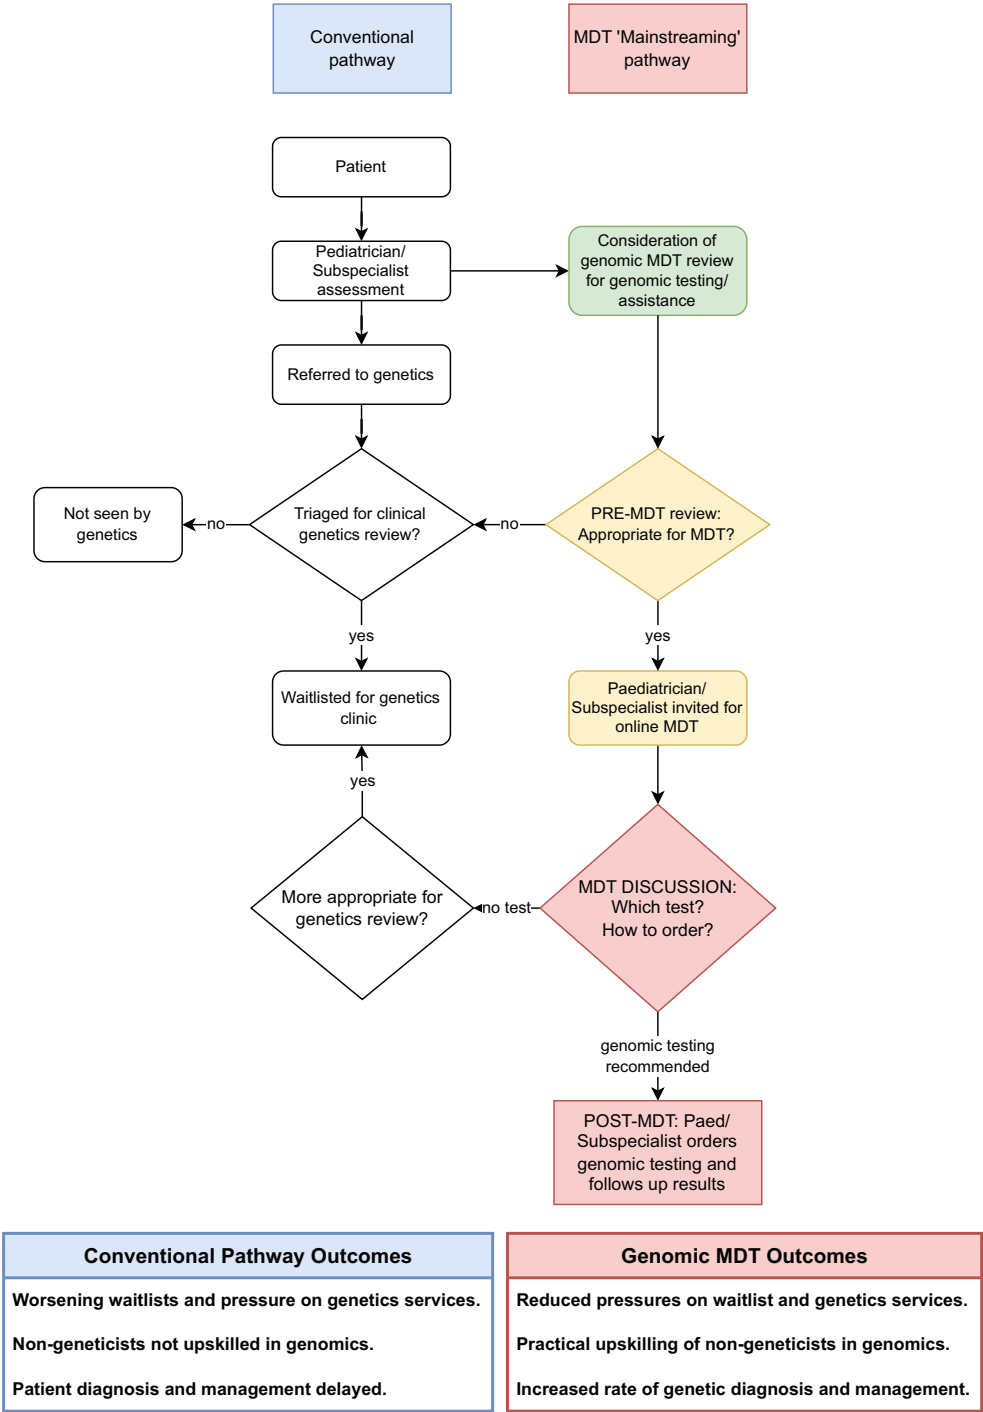 Conventional
pathway
MDT 'Mainstreaming'
pathway
Patient
Pediatrician/
Subspecialist
assessment
Consideration of
genomic MDT review
for genomic testing/
assistance
Referred to genetics
Not seen by
genetics
no
Triaged for clinical
genetics review?
no
PRE-MDT review:
Appropriate for MDT?
yes
yes
Waitlisted for genetics
clinic
Paediatrician/
Subspecialist invited for
online MDT
yes
More appropriate for
genetics review?
no test
MDT DISCUSSION:
Which test?
How to order?
genomic testing
recommended
POST-MDT: Paed/
Subspecialist orders
genomic testing and
follows up results
Conventional Pathway Outcomes
Worsening waitlists and pressure on genetics services.
Non-geneticists not upskilled in genomics.
Patient diagnosis and management delayed.
Genomic MDT Outcomes
Reduced pressures on waitlist and genetics services.
Practical upskilling of non-geneticists in genomics.
Increased rate of genetic diagnosis and management.